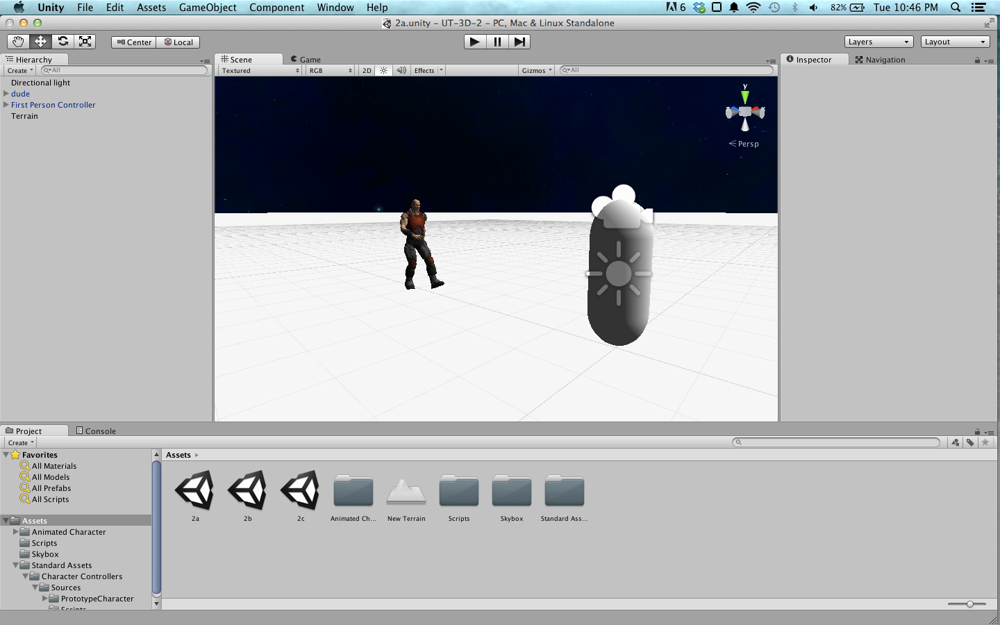 Unity File Edit Assets GameObject Component Window Help 6 82% Tue 10:46 PM
2a.unity – UT-3D-2 – PC, Mac & Linux Standalone
Center Local Layers Layout
Hierarchy Scene Game Inspector Navigation
Create All Textured RGB 2D Effects Gizmos All
Directional light
dude
First Person Controller
Terrain
y
x
Persp
Project Console
Create
Favorites
All Materials
All Models
All Prefabs
All Scripts
Assets
Animated Character
Scripts
Skybox
Standard Assets
Character Controllers
Sources
PrototypeCharacter
Scripts
Assets
2a 2b 2c Animated Ch... New Terrain Scripts Skybox Standard Ass...